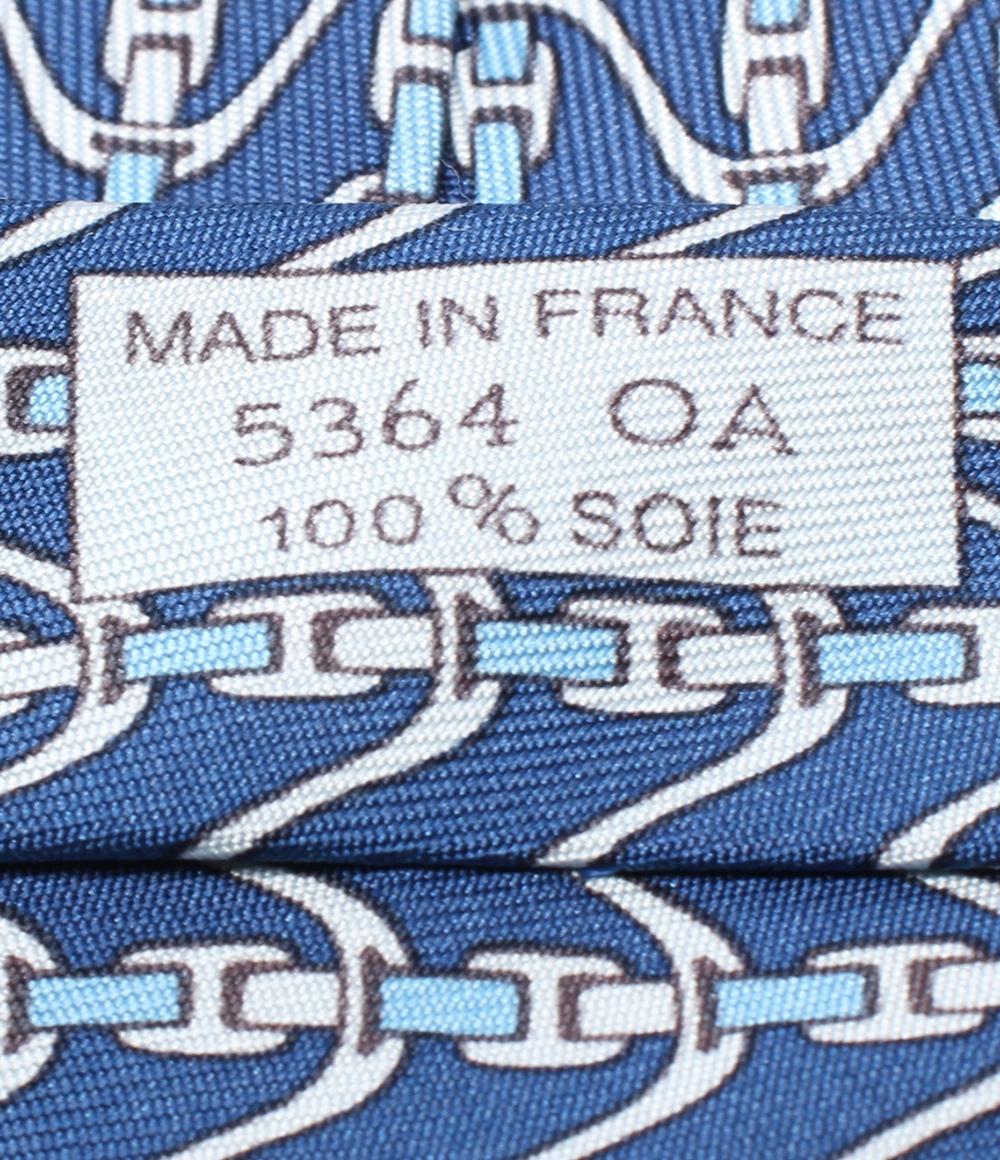 MADE IN FRANCE
5364 OA
100% SOIE